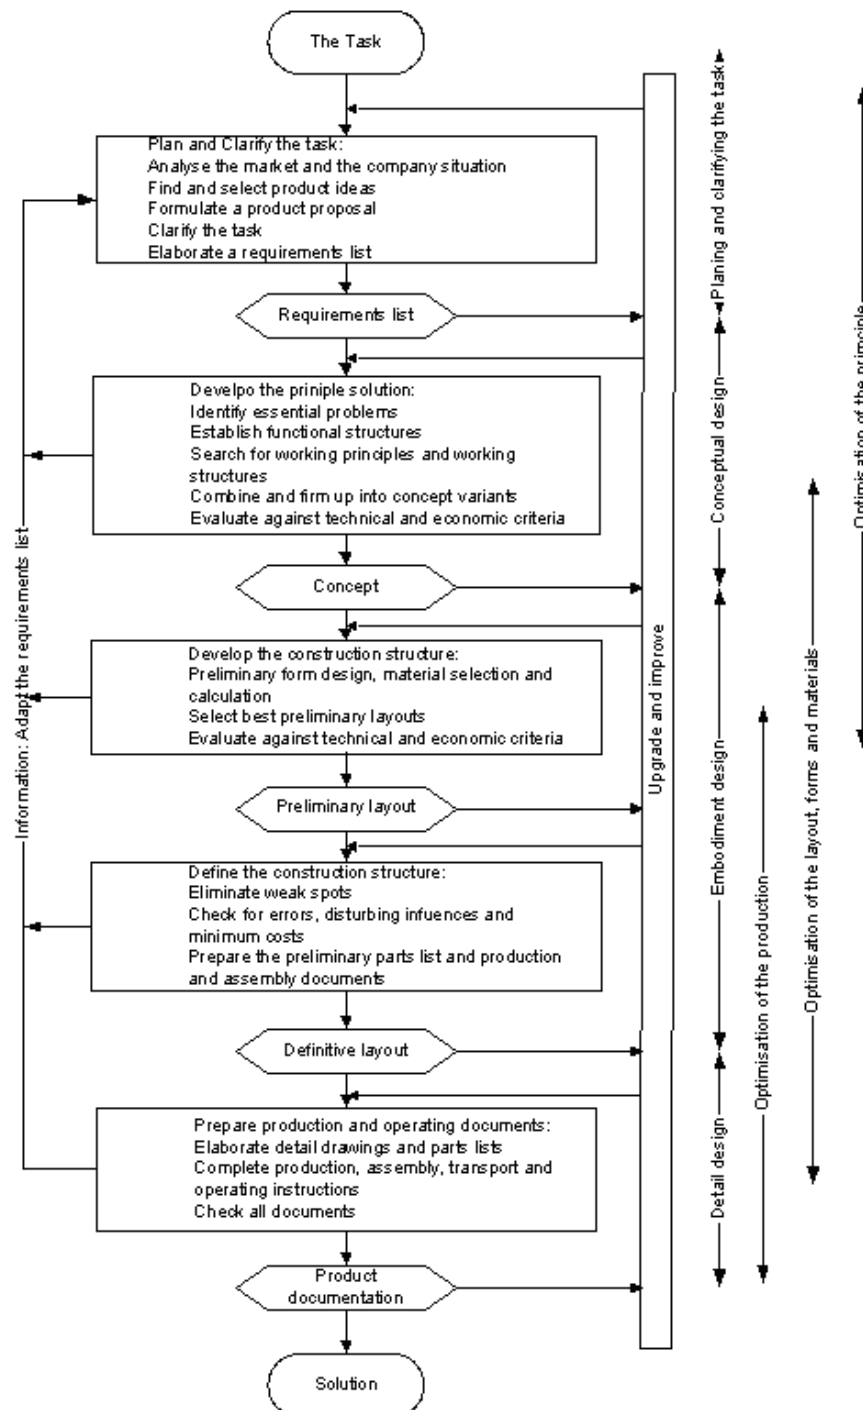 The Task
Plan and Clarify the task:
Analyse the market and the company situation
Find and select product ideas
Formulate a product proposal
Clarify the task
Elaborate a requirements list
Requirements list
Develpo the priniple solution:
Identify essential problems
Establish functional structures
Search for working principles and working
structures
Combine and firm up into concept variants
Evaluate against technical and economic criteria
Concept
Develop the construction structure:
Preliminary form design, material selection and
calculation
Select best preliminary layouts
Evaluate against technical and economic criteria
Preliminary layout
Define the construction structure:
Eliminate weak spots
Check for errors, disturbing infuences and
minimum costs
Prepare the preliminary parts list and production
and assembly documents
Definitive layout
Prepare production and operating documents:
Elaborate detail drawings and parts lists
Complete production, assembly, transport and
operating instructions
Check all documents
Product
documentation
Solution
Information: Adapt the requirements list
Upgrade and improve
Planing and clarifying the task
Conceptual design
Embodiment design
Detail design
Optimisation of the production
Optimisation of the layout, forms and materials
Optimisation of the primciple